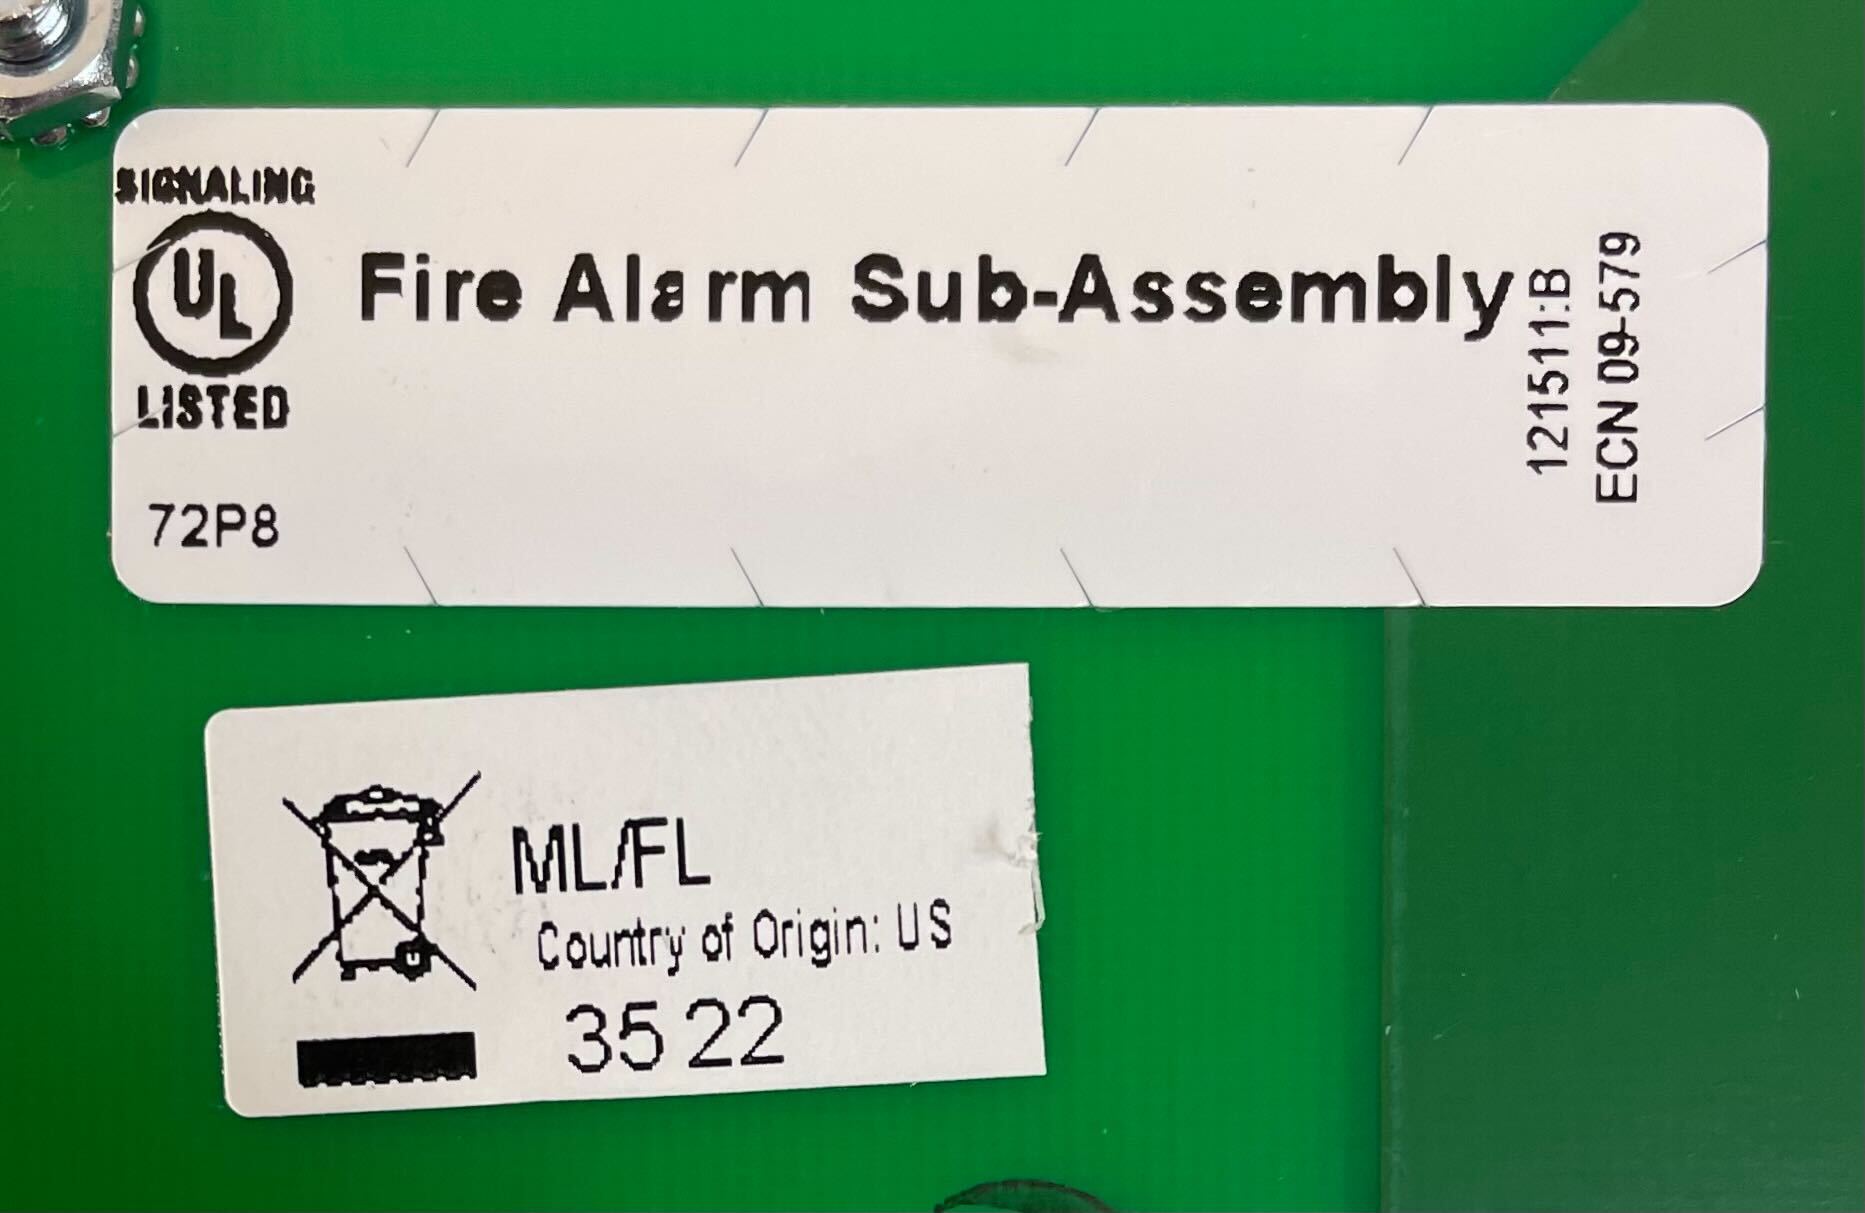 SIGNALING
UL
LISTED
72P8
Fire Alarm Sub-Assembly
121511:B
ECN 09-579
ML/FL
Country of Origin: US
35 22